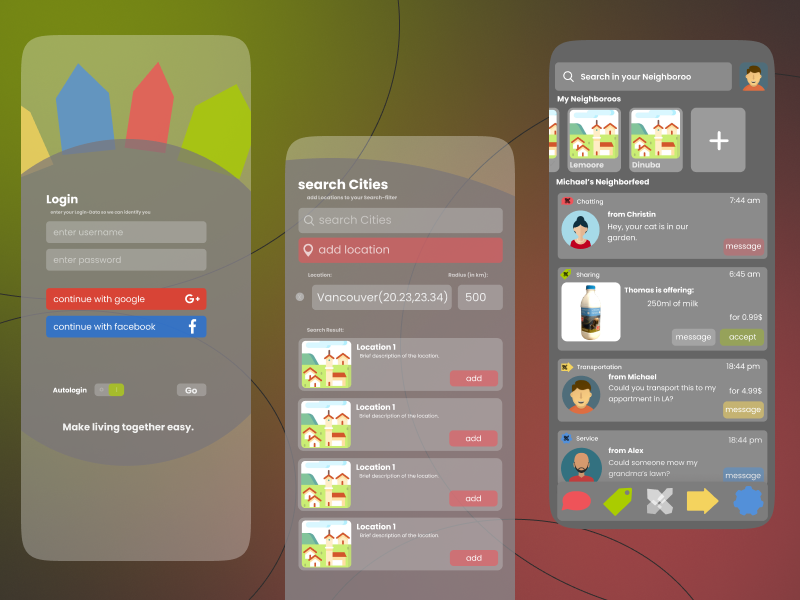 Login
enter your Login-Data so we can identify you
enter username
enter password
continue with google
G+
continue with facebook
f
Autologin
Go
Make living together easy.
search Cities
add Locations to your Search-filter
search Cities
add location
Location:
Radius (in km):
Vancouver(20.23,23.34)
500
Search Result:
Location 1
Brief description of the location.
add
Location 1
Brief description of the location.
add
Location 1
Brief description of the location.
add
Location 1
Brief description of the location.
add
Search in your Neighboroo
My Neighboroos
Lemoore
Dinuba
Michael's Neighborfeed
Chatting
7:44 am
from Christin
Hey, your cat is in our
garden.
message
Sharing
6:45 am
Thomas is offering:
250ml of milk
for 0.99$
message
accept
Transportation
18:44 pm
from Michael
Could you transport this to my
appartment in LA?
for 4.99$
message
Service
18:44 pm
from Alex
Could someone mow my
grandma's lawn?
message